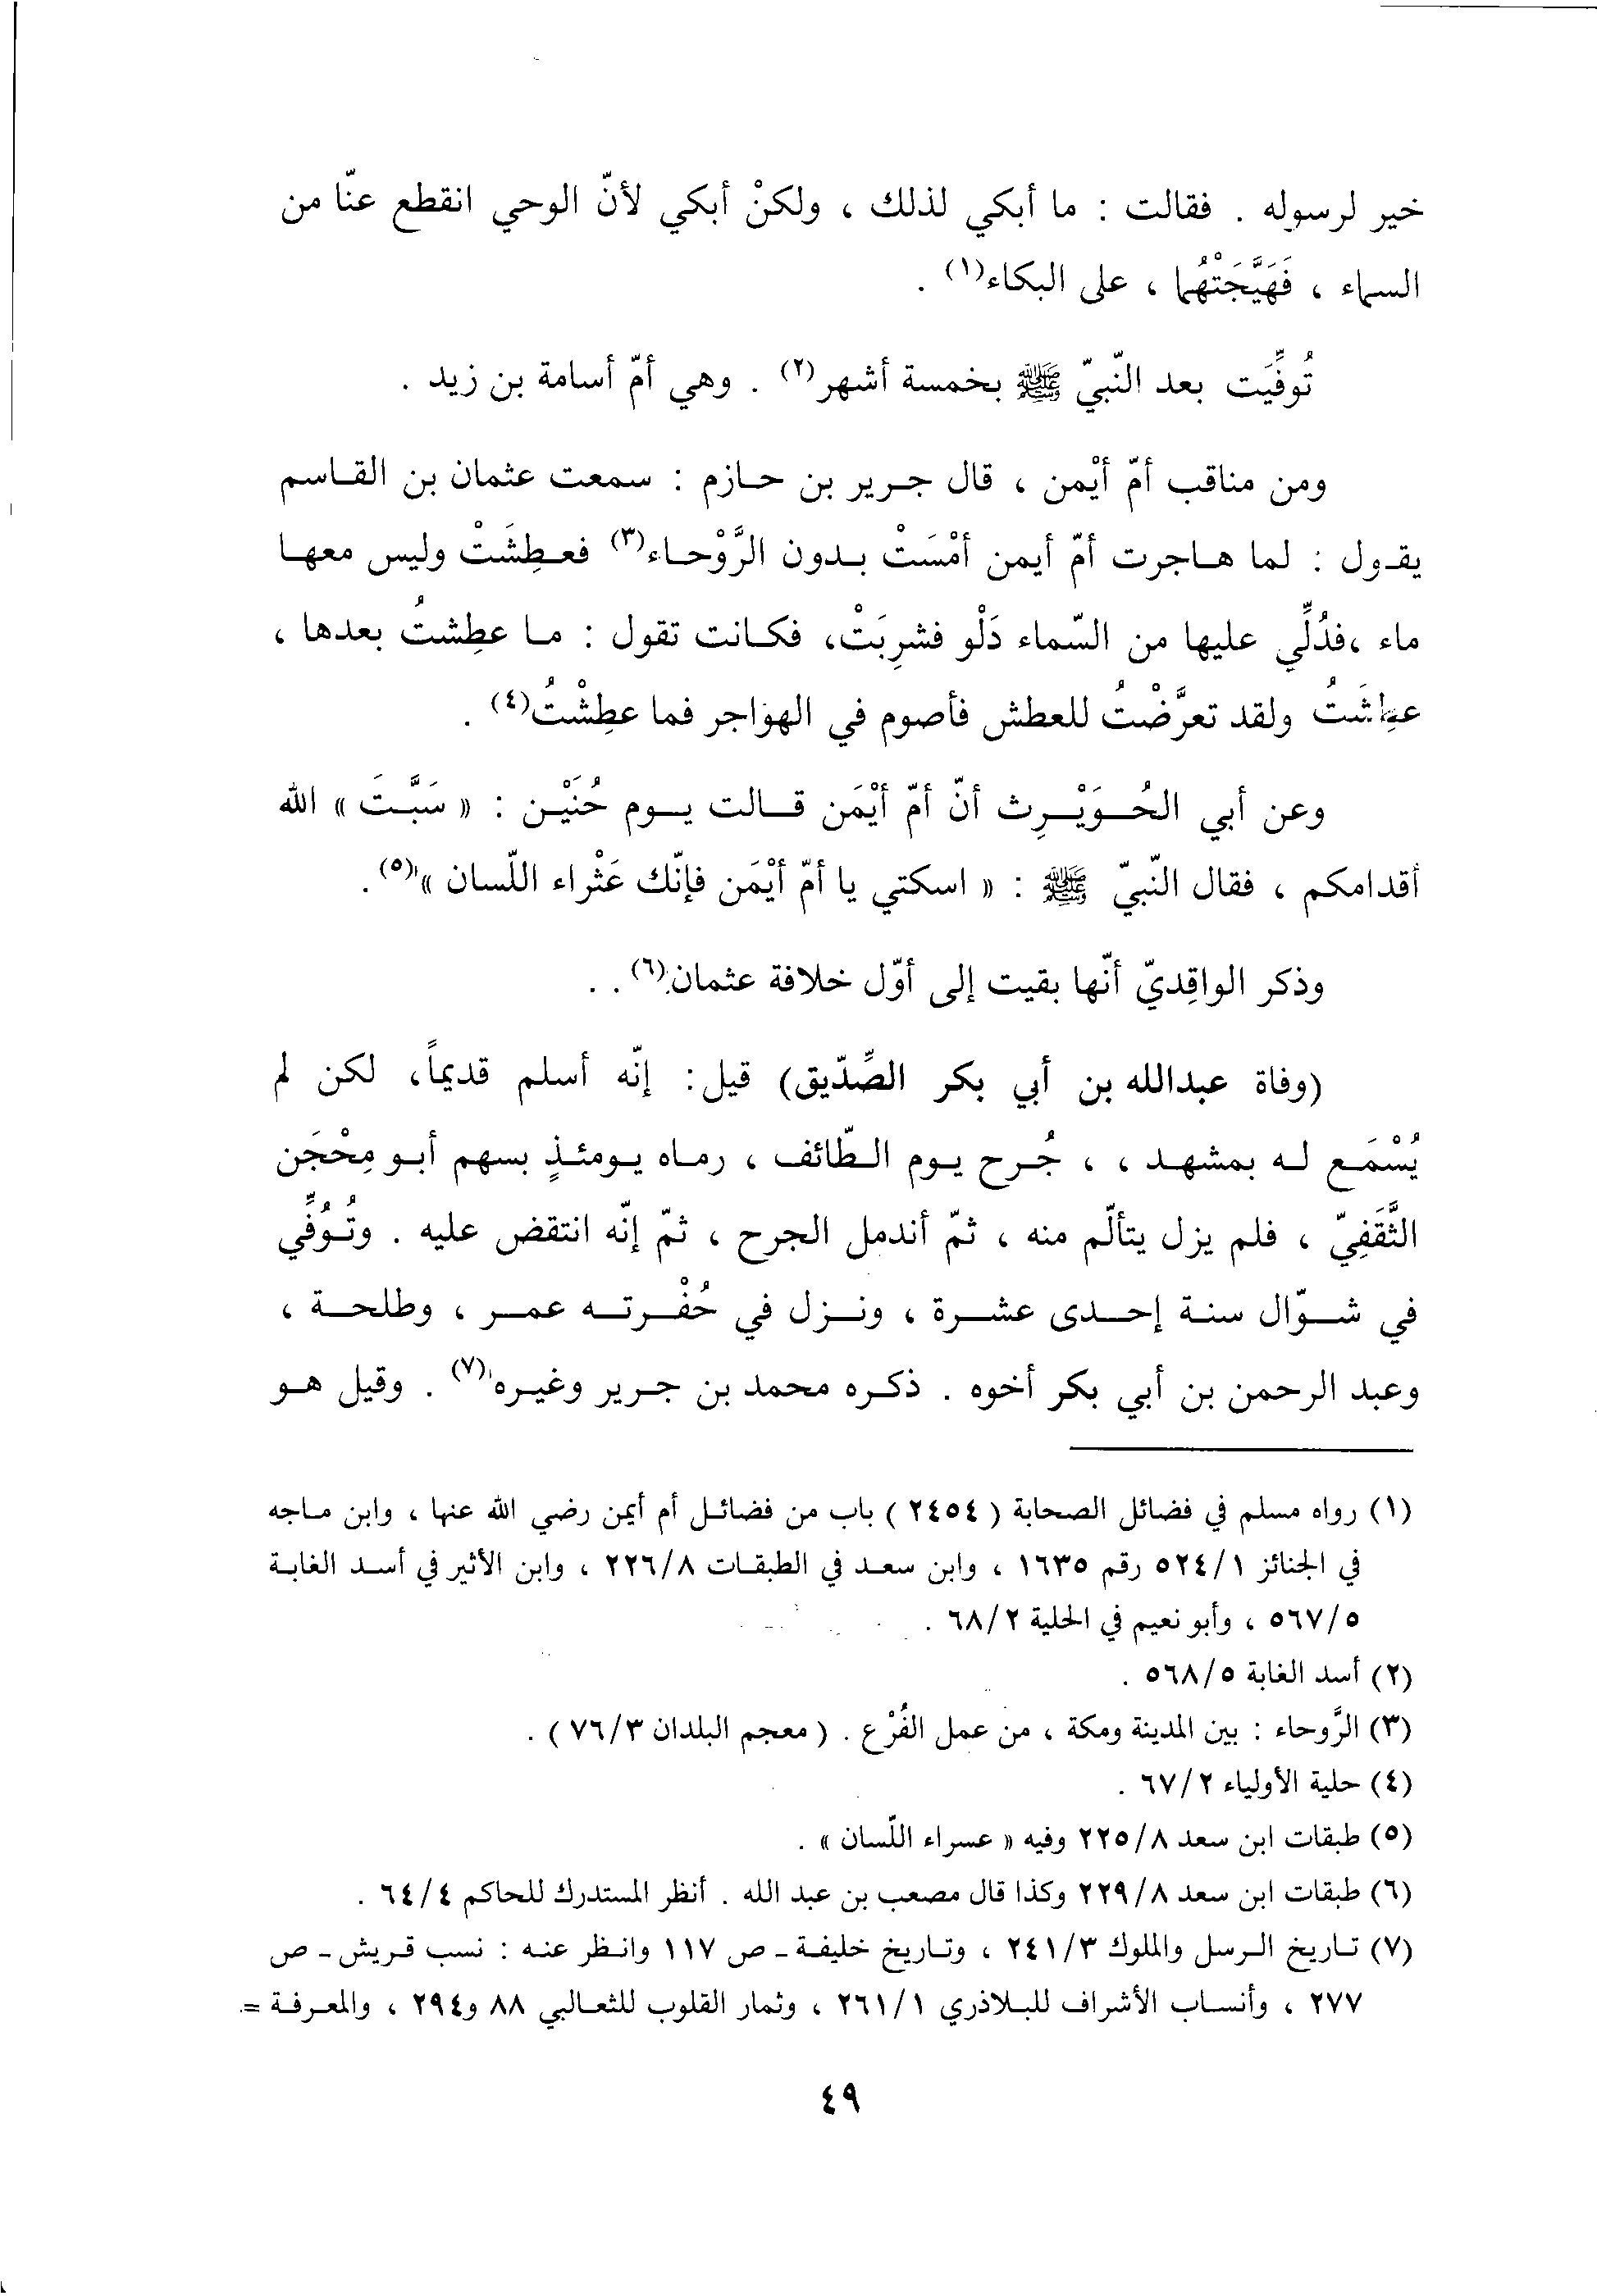 خير لرسوله . فقالت : ما أبكي لذلك ، ولكنْ أبكي لأنّ الوحي انقطع عنّا من
السماء ، فَهَيَّجَتْهُما ، على البكاء(١) .
تُوفِّيَت بعد النّبيّ ﷺ بخمسة أشهر(٢) . وهي أمّ أسامة بن زيد .
ومن مناقب أمّ أيْمن ، قال جرير بن حازم : سمعت عثمان بن القاسم
يقول : لما هاجرت أمّ أيمن أمْسَتْ بدون الرَّوْحاء(٣) فعطِشَتْ وليس معها
ماء ،فدُلِّي عليها من السّماء دَلْو فشرِبَتْ، فكانت تقول : ما عطِشتُ بعدها ،
ولقد تعرَّضْتُ للعطش فأصوم في الهواجر فما عطِشْتُ(٤) .
وعن أبي الحُوَيْرِث أنّ أمّ أيْمَن قالت يوم حُنَيْن : « سَبَّتَ » الله
أقدامكم ، فقال النّبيّ ﷺ : « اسكتي يا أمّ أيْمَن فإنّك عَثْراء اللّسان »(٥) .
وذكر الواقِديّ أنّها بقيت إلى أوّل خلافة عثمان(٦) . .
(وفاة عبدالله بن أبي بكر الصِّدّيق) قيل: إنّه أسلم قديماً، لكن لم
يُسْمَع له بمشهد ، ، جُرح يوم الطّائف ، رماه يومئذٍ بسهم أبو مِحْجَن
الثَّقَفِيّ ، فلم يزل يتألّم منه ، ثمّ أندمل الجرح ، ثمّ إنّه انتقض عليه . وتُوُفِّي
في شوّال سنة إحدى عشرة ، ونزل في حُفْرته عمر ، وطلحة ،
وعبد الرحمن بن أبي بكر أخوه . ذكره محمد بن جرير وغيره(٧) . وقيل هو
(١) رواه مسلم في فضائل الصحابة ( ٢٤٥٤ ) باب من فضائل أم أيمن رضي الله عنها ، وابن ماجه
في الجنائز ٥٢٤/١ رقم ١٦٣٥ ، وابن سعد في الطبقات ٢٢٦/٨ ، وابن الأثير في أسد الغابة
٥٦٧/٥ ، وأبو نعيم في الحلية ٦٨/٢ .
(٢) أسد الغابة ٥٦٨/٥ .
(٣) الرَّوحاء : بين المدينة ومكة ، من عمل الفُرْع . ( معجم البلدان ٧٦/٣ ) .
(٤) حلية الأولياء ٦٧/٢ .
(٥) طبقات ابن سعد ٢٢٥/٨ وفيه « عسراء اللّسان » .
(٦) طبقات ابن سعد ٢٢٩/٨ وكذا قال مصعب بن عبد الله . أنظر المستدرك للحاكم ٦٤/٤ .
(٧) تاريخ الرسل والملوك ٢٤١/٣ ، وتاريخ خليفة ـ ص ١١٧ وانظر عنه : نسب قريش ـ ص
٢٧٧ ، وأنساب الأشراف للبلاذري ٢٦١/١ ، وثمار القلوب للثعالبي ٨٨ و٢٩٤ ، والمعرفة =
٤٩